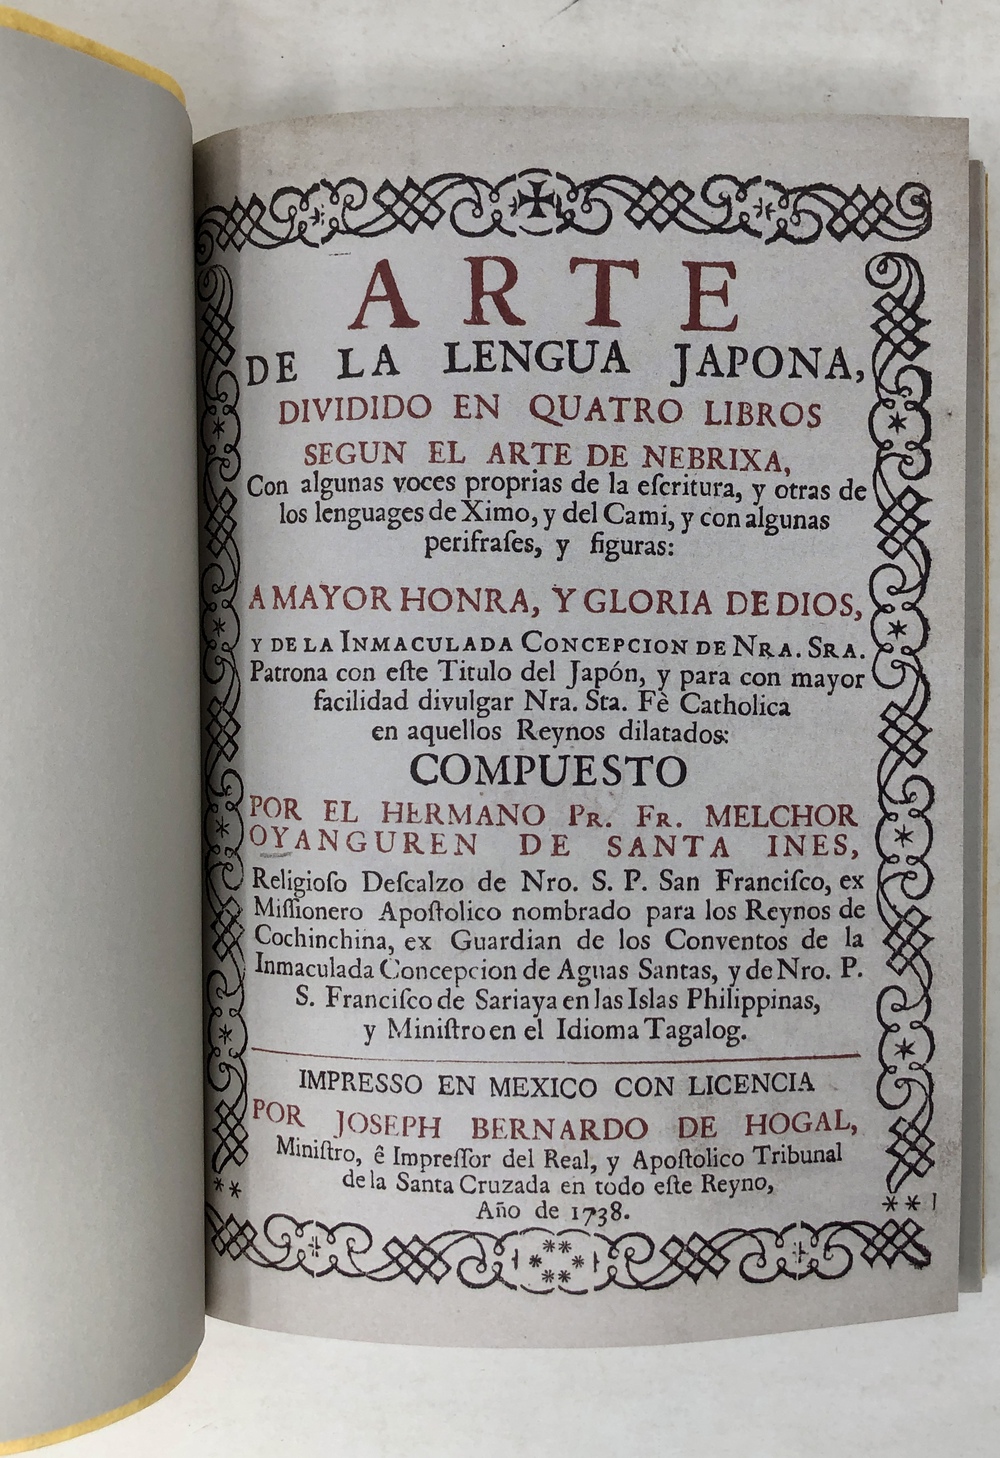 ARTE
DE LA LENGUA JAPONA,
DIVIDIDO EN QUATRO LIBROS
SEGUN EL ARTE DE NEBRIXA,
Con algunas voces proprias de la eſcritura, y otras de
los lenguages de Ximo, y del Cami, y con algunas
perifraſes, y figuras:
A MAYOR HONRA, Y GLORIA DE DIOS,
Y DE LA INMACULADA CONCEPCION DE NRA. SRA.
Patrona con eſte Titulo del Japón, y para con mayor
facilidad divulgar Nra. Sta. Fè Catholica
en aquellos Reynos dilatados:
COMPUESTO
POR EL HERMANO PR. FR. MELCHOR
OYANGUREN DE SANTA INES,
Religioſo Deſcalzo de Nro. S. P. San Franciſco, ex
Miſſionero Apoſtolico nombrado para los Reynos de
Cochinchina, ex Guardian de los Conventos de la
Inmaculada Concepcion de Aguas Santas, y de Nro. P.
S. Franciſco de Sariaya en las Islas Philippinas,
y Miniſtro en el Idioma Tagalog.
IMPRESSO EN MEXICO CON LICENCIA
POR JOSEPH BERNARDO DE HOGAL,
Miniſtro, ê Impreſſor del Real, y Apoſtolico Tribunal
de la Santa Cruzada en todo eſte Reyno,
Año de 1738.